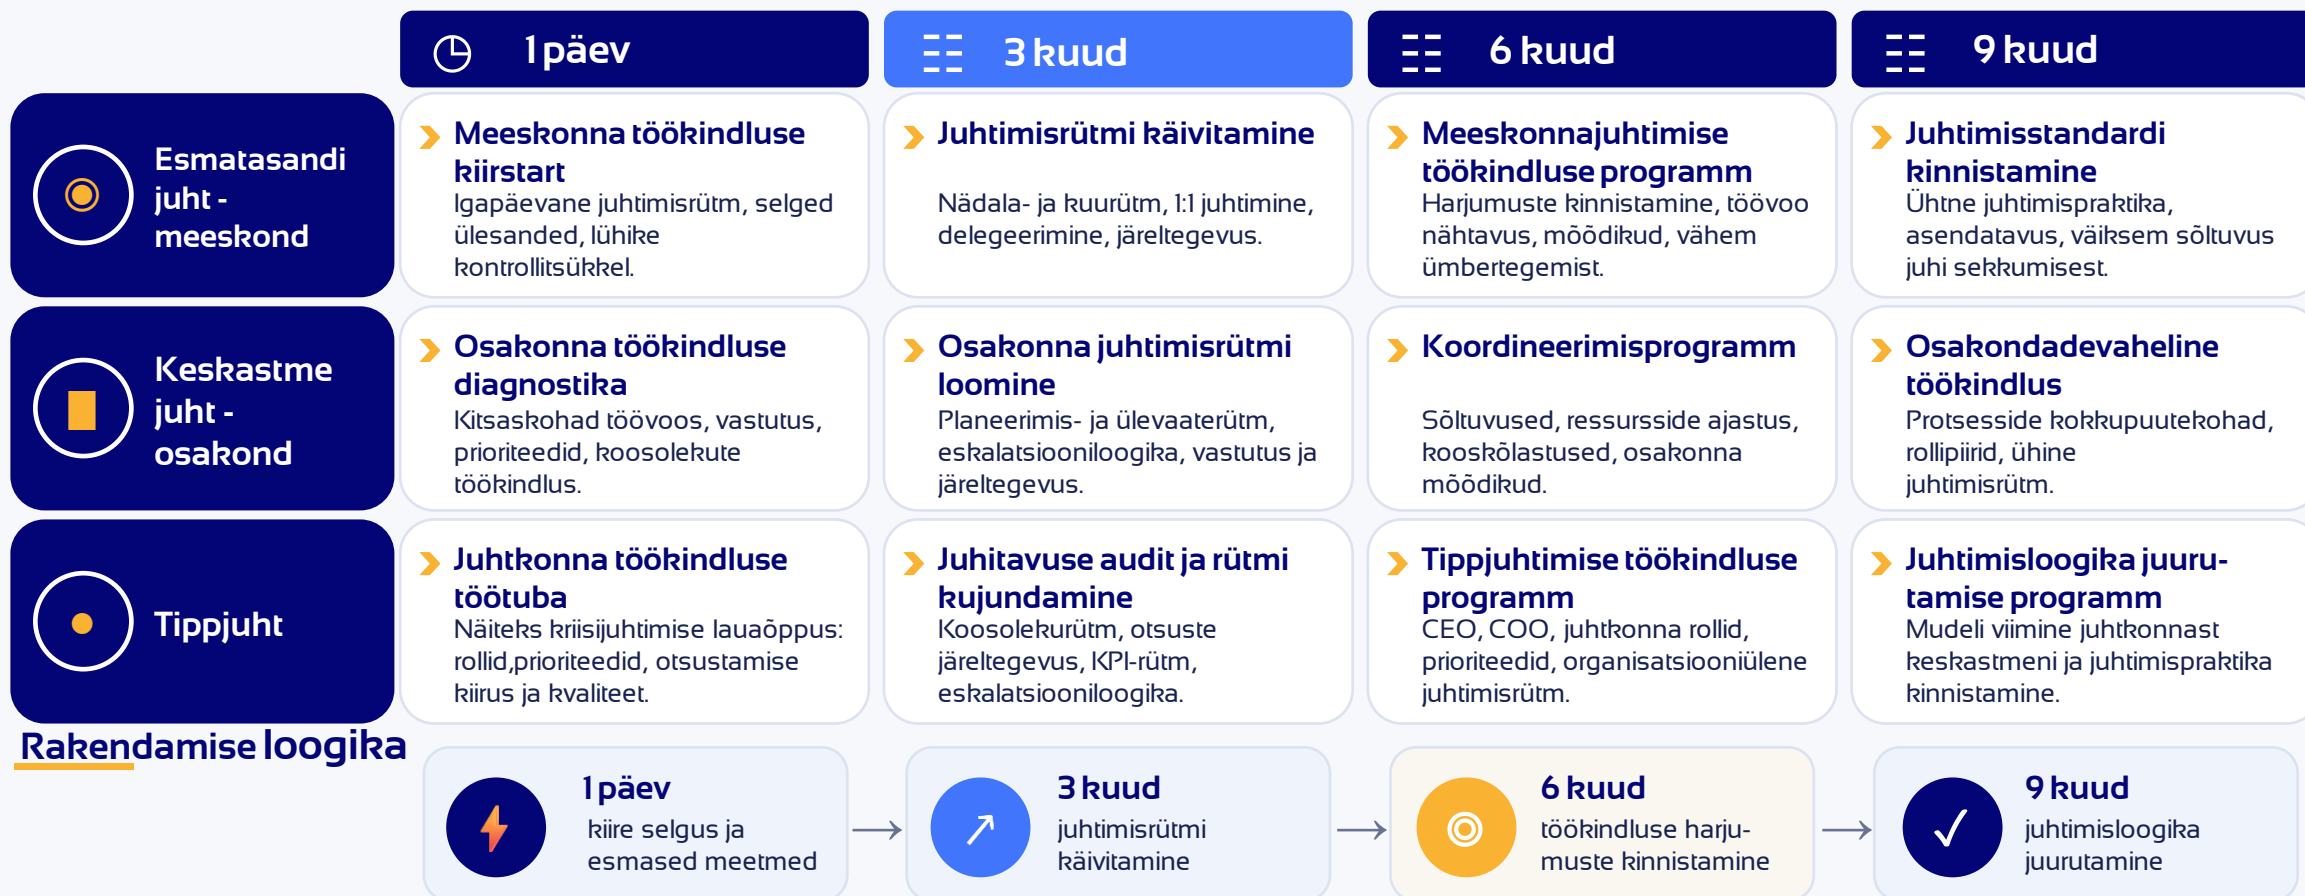 1 päev
3 kuud
6 kuud
9 kuud
Esmatasandi
juht -
meeskond
Meeskonna töökindluse
kiirstart
Igapäevane juhtimisrütm, selged
ülesanded, lühike
kontrollitsükkel.
Juhtimisrütmi käivitamine
Nädala- ja kuurütm, 1:1 juhtimine,
delegeerimine, järeltegevus.
Meeskonnajuhtimise
töökindluse programm
Harjumuste kinnistamine, töövoo
nähtavus, mõõdikud, vähem
ümbertegemist.
Juhtimisstandardi
kinnistamine
Ühtne juhtimispraktika,
asendatavus, väiksem sõltuvus
juhi sekkumisest.
Keskastme
juht -
osakond
Osakonna töökindluse
diagnostika
Kitsaskohad töövoos, vastutus,
prioriteedid, koosolekute
töökindlus.
Osakonna juhtimisrütmi
loomine
Planeerimis- ja ülevaaterütm,
eskalatsiooniloogika, vastutus ja
järeltegevus.
Koordineerimisprogramm
Sõltuvused, ressursside ajastus,
kooskõlastused, osakonna
mõõdikud.
Osakondadevaheline
töökindlus
Protsesside kokkupuutekohad,
rollipiirid, ühine
juhtimisrütm.
Tippjuht
Juhtkonna töökindluse
töötuba
Näiteks kriisijuhtimise lauaõppus:
rollid,prioriteedid, otsustamise
kiirus ja kvaliteet.
Juhitavuse audit ja rütmi
kujundamine
Koosolekurütm, otsuste
järeltegevus, KPI-rütm,
eskalatsiooniloogika.
Tippjuhtimise töökindluse
programm
CEO, COO, juhtkonna rollid,
prioriteedid, organisatsiooniülene
juhtimisrütm.
Juhtimisloogika juuru-
tamise programm
Mudeli viimine juhtkonnast
keskastmeni ja juhtimispraktika
kinnistamine.
Rakendamise loogika
1 päev
kiire selgus ja
esmased meetmed
3 kuud
juhtimisrütmi
käivitamine
6 kuud
töökindluse harju-
muste kinnistamine
9 kuud
juhtimisloogika
juurutamine